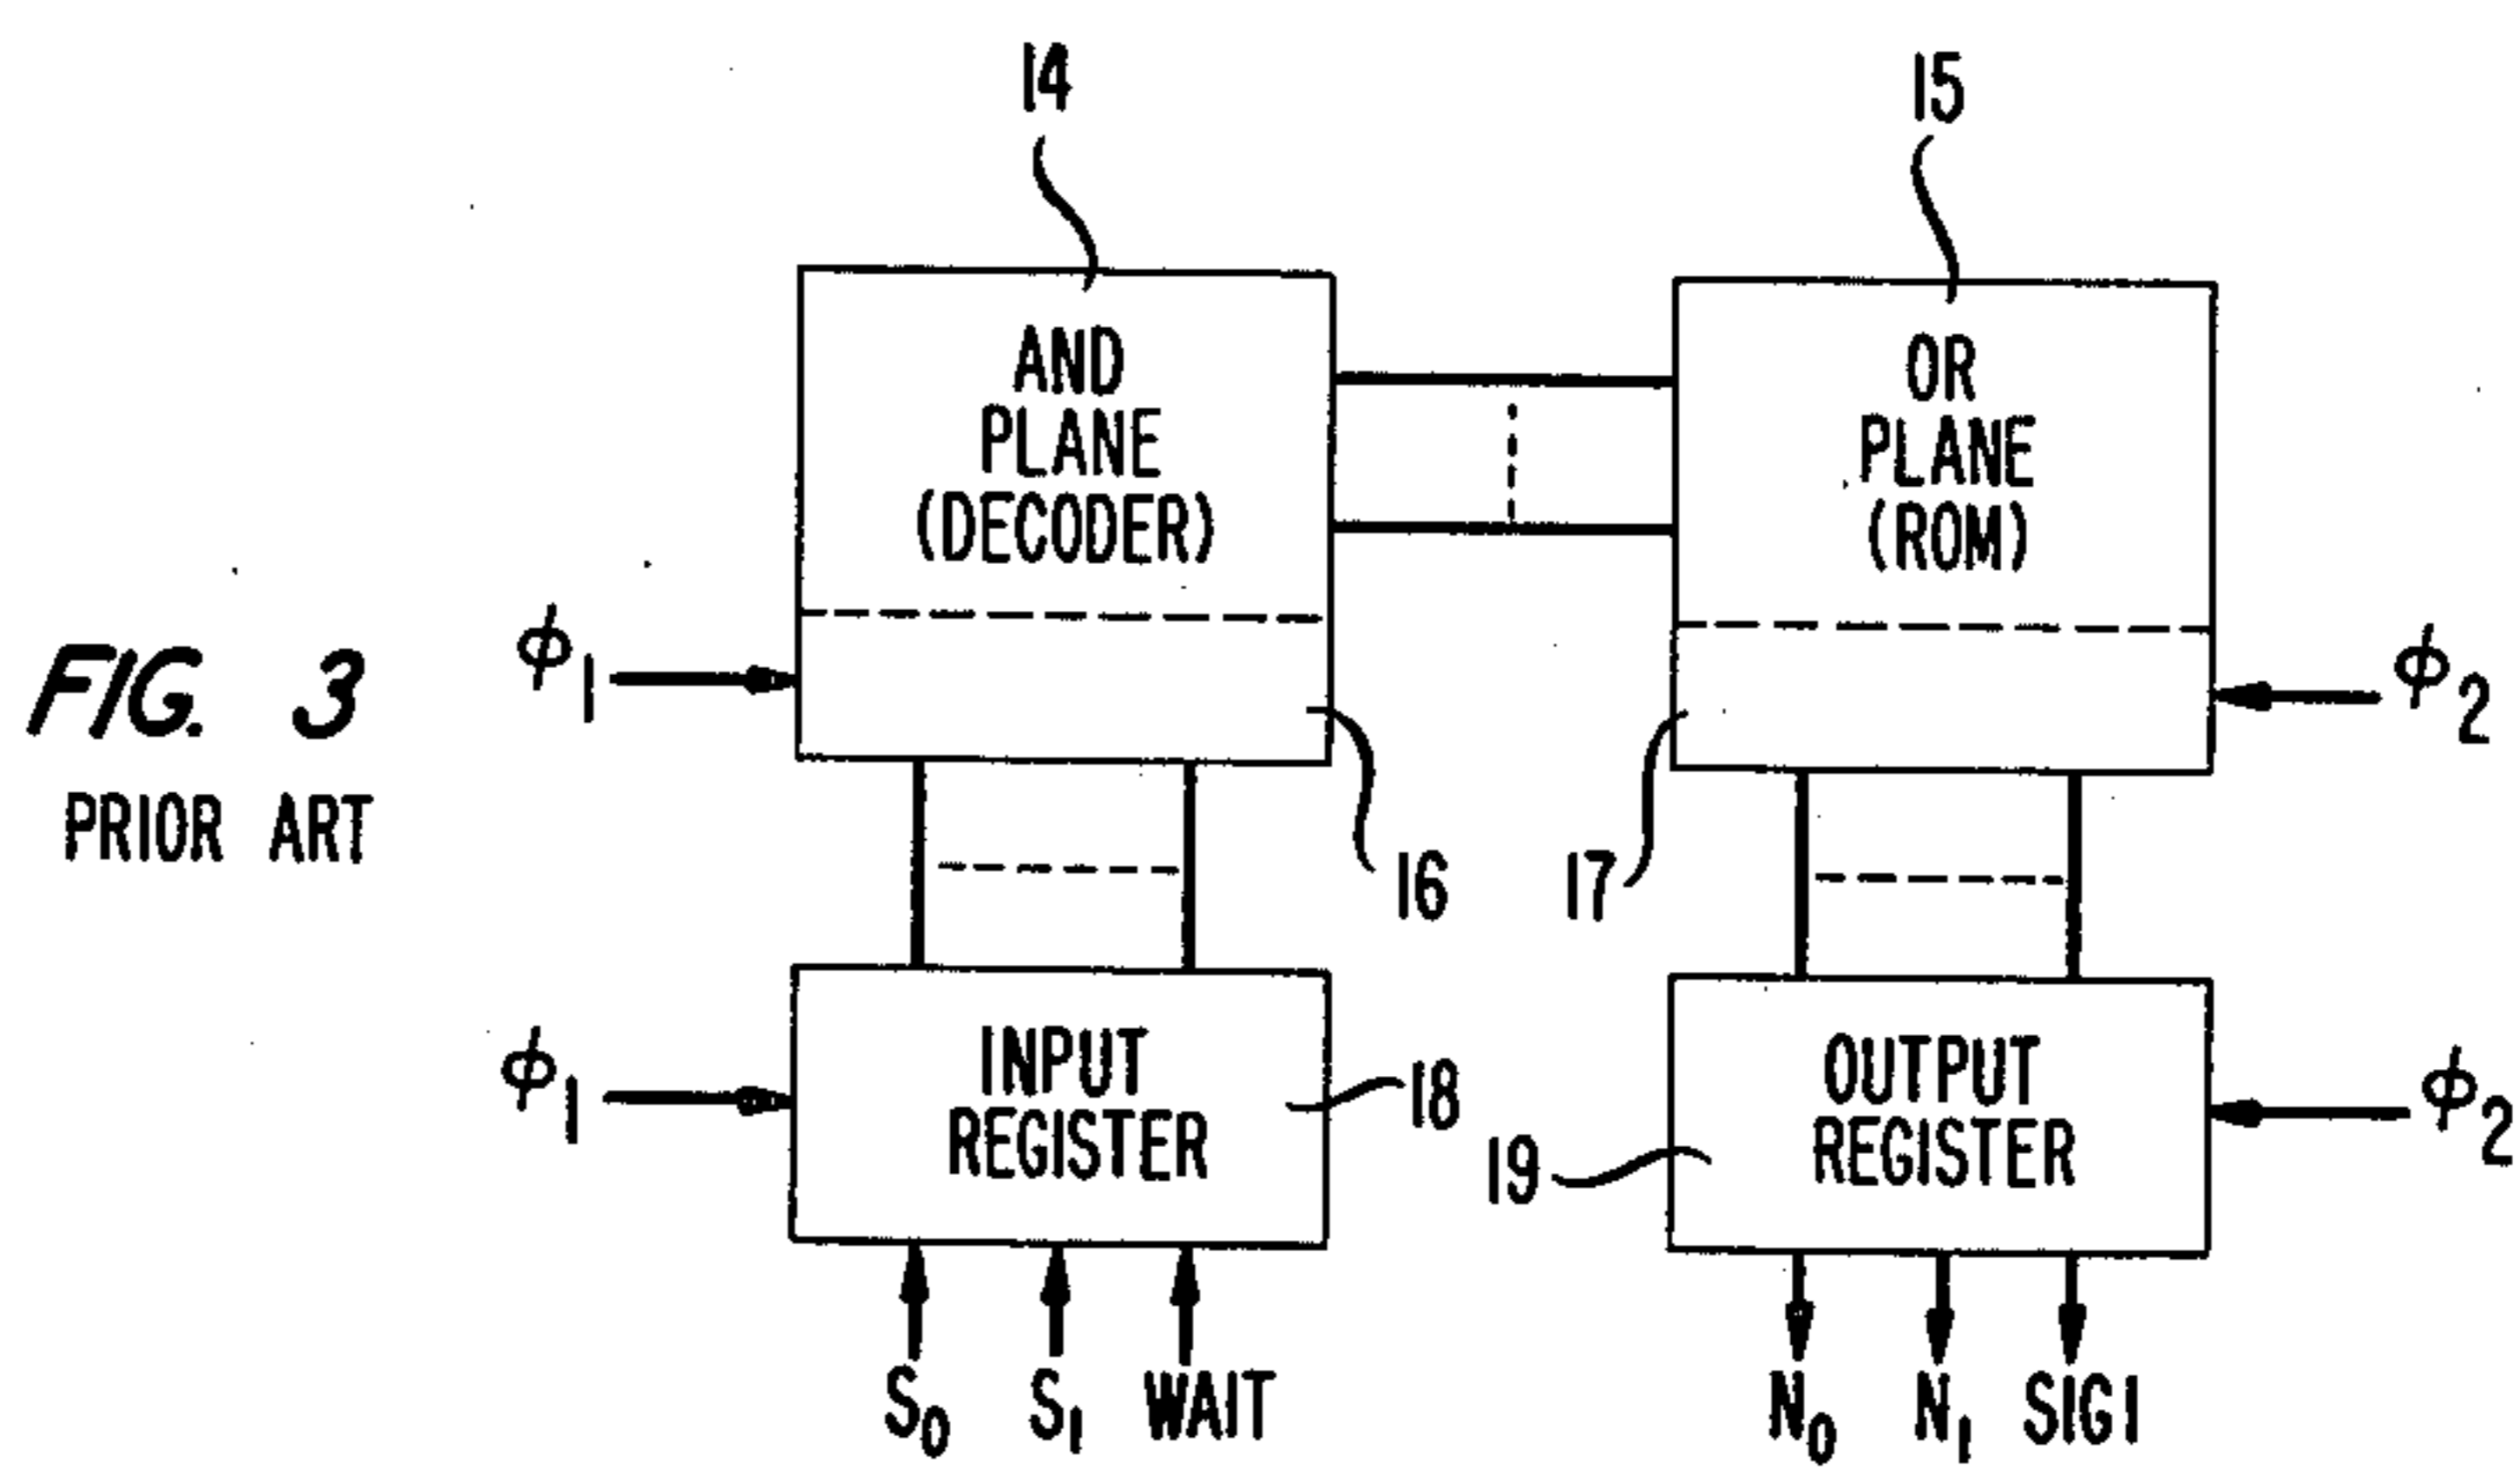 14
15
AND
PLANE
(DECODER)
OR
PLANE
(ROM)
ϕ1
ϕ2
FIG. 3
PRIOR ART
16
17
ϕ1
INPUT
REGISTER
18
19
OUTPUT
REGISTER
ϕ2
S0
S1
WAIT
N0
N1
SIG1